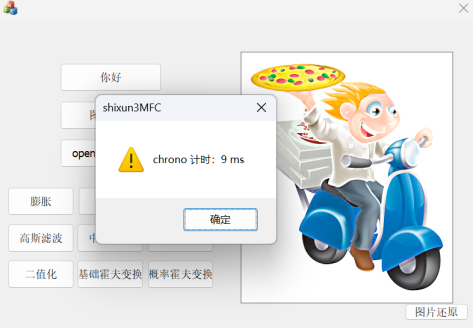 你好
shixun3MFC
open
chrono 计时：9 ms
膨胀
确定
高斯滤波
中
二值化
基础霍夫变换
概率霍夫变换
图片还原